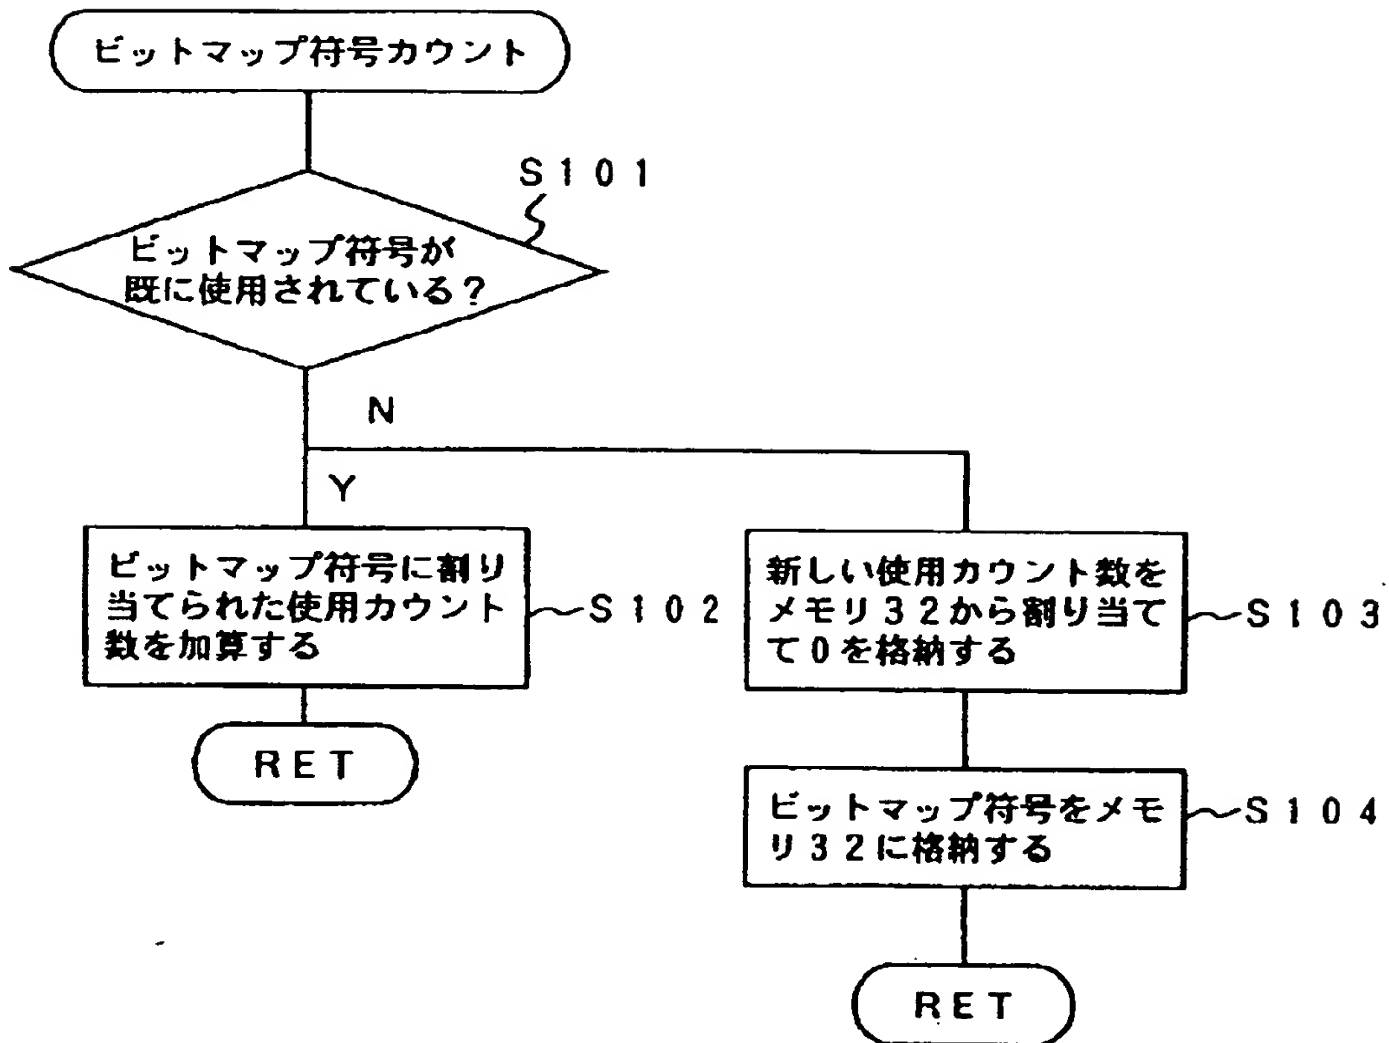 ビットマップ符号カウント
S101
ビットマップ符号が
既に使用されている？
N
Y
ビットマップ符号に割り
当てられた使用カウント
数を加算する
S102
RET
新しい使用カウント数を
メモリ32から割り当て
て0を格納する
S103
ビットマップ符号をメモ
リ32に格納する
S104
RET